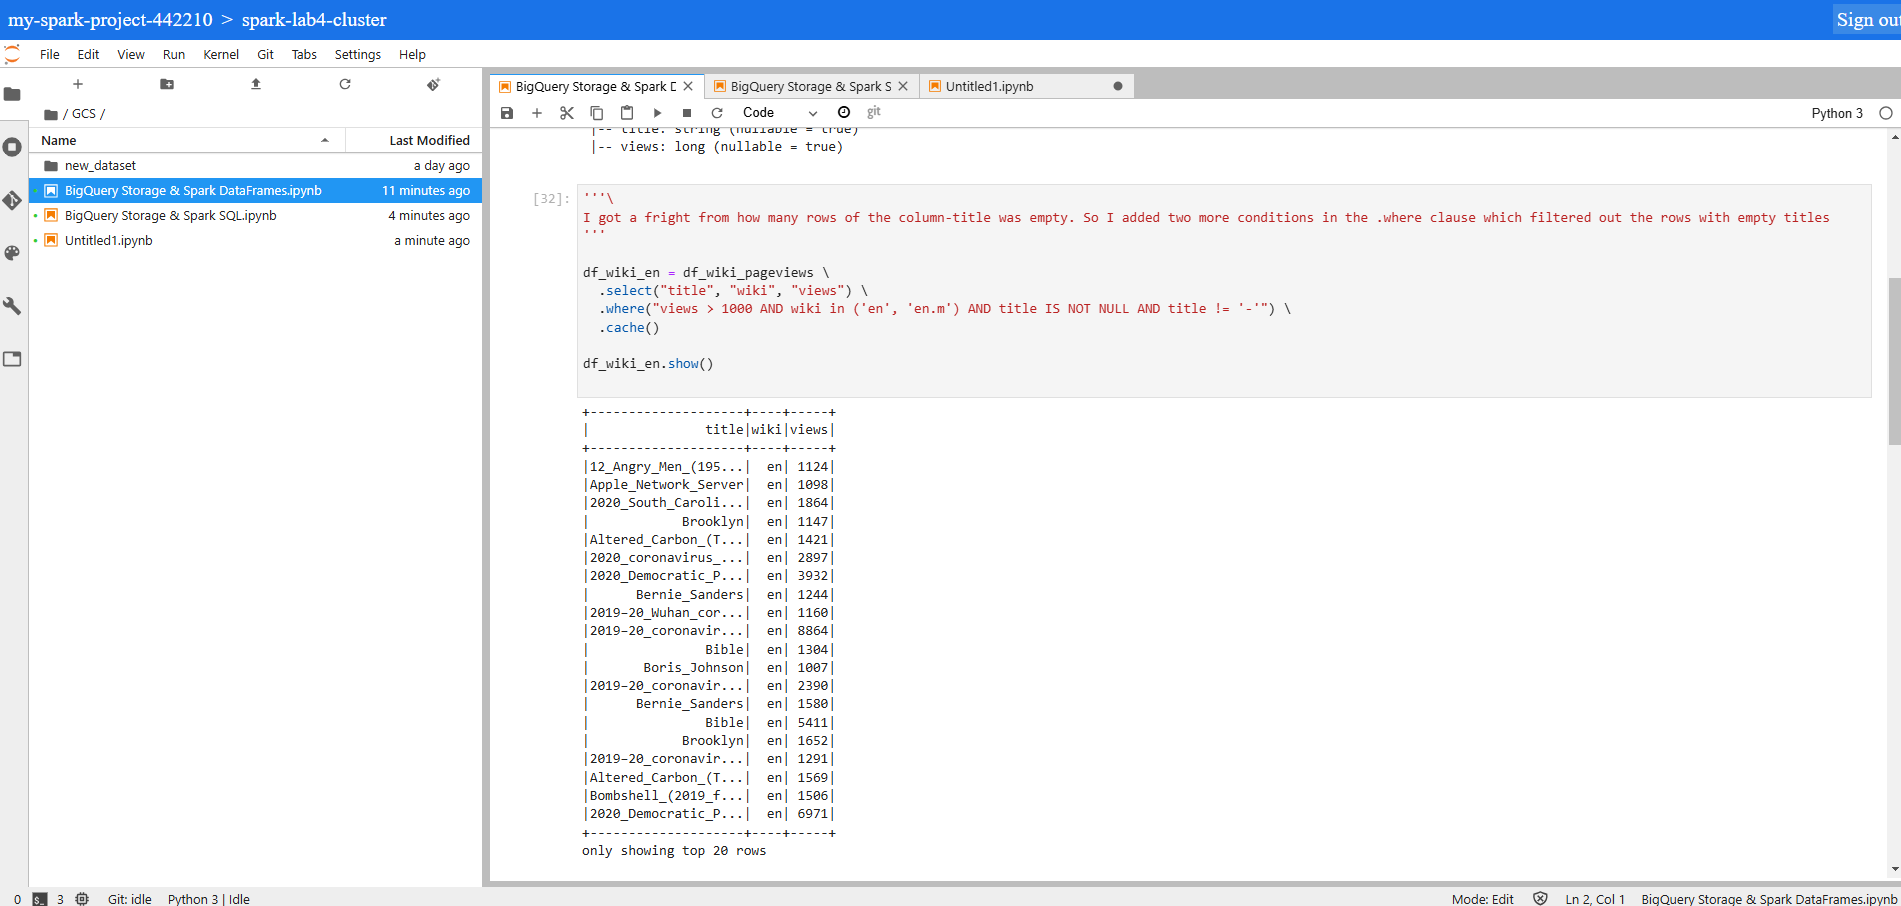 my-spark-project-442210 > spark-lab4-cluster
Sign out
File Edit View Run Kernel Git Tabs Settings Help
/ GCS /
Name Last Modified
new_dataset a day ago
BigQuery Storage & Spark DataFrames.ipynb 11 minutes ago
BigQuery Storage & Spark SQL.ipynb 4 minutes ago
Untitled1.ipynb a minute ago
BigQuery Storage & Spark D
BigQuery Storage & Spark S
Untitled1.ipynb
Code
git
Python 3
|-- title: string (nullable = true)
|-- views: long (nullable = true)
[32]:
'''\
I got a fright from how many rows of the column-title was empty. So I added two more conditions in the .where clause which filtered out the rows with empty titles
'''
df_wiki_en = df_wiki_pageviews \
  .select("title", "wiki", "views") \
  .where("views > 1000 AND wiki in ('en', 'en.m') AND title IS NOT NULL AND title != '-'") \
  .cache()
df_wiki_en.show()
+--------------------+----+-----+
|               title|wiki|views|
+--------------------+----+-----+
|12_Angry_Men_(195...|  en| 1124|
|Apple_Network_Server|  en| 1098|
|2020_South_Caroli...|  en| 1864|
|            Brooklyn|  en| 1147|
|Altered_Carbon_(T...|  en| 1421|
|2020_coronavirus_...|  en| 2897|
|2020_Democratic_P...|  en| 3932|
|      Bernie_Sanders|  en| 1244|
|2019–20_Wuhan_cor...|  en| 1160|
|2019–20_coronavir...|  en| 8864|
|               Bible|  en| 1304|
|       Boris_Johnson|  en| 1007|
|2019–20_coronavir...|  en| 2390|
|      Bernie_Sanders|  en| 1580|
|               Bible|  en| 5411|
|            Brooklyn|  en| 1652|
|2019–20_coronavir...|  en| 1291|
|Altered_Carbon_(T...|  en| 1569|
|Bombshell_(2019_f...|  en| 1506|
|2020_Democratic_P...|  en| 6971|
+--------------------+----+-----+
only showing top 20 rows
0 3 Git: idle Python 3 | Idle
Mode: Edit Ln 2, Col 1 BigQuery Storage & Spark DataFrames.ipynb